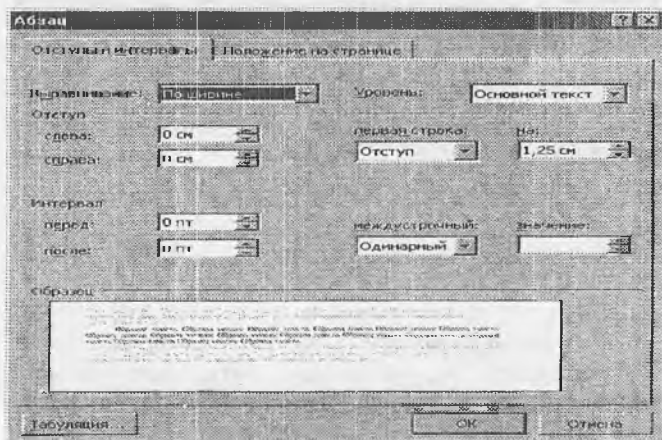 Абзац
Отступы и интервалы Положение на странице
Выравнивание: По ширине Уровень: Основной текст
Отступ
слева: 0 см первая строка: на:
справа: 0 см Отступ 1,25 см
Интервал
перед: 0 пт междустрочный: значение:
после: 0 пт Одинарный
Образец
Табуляция... ОК Отмена